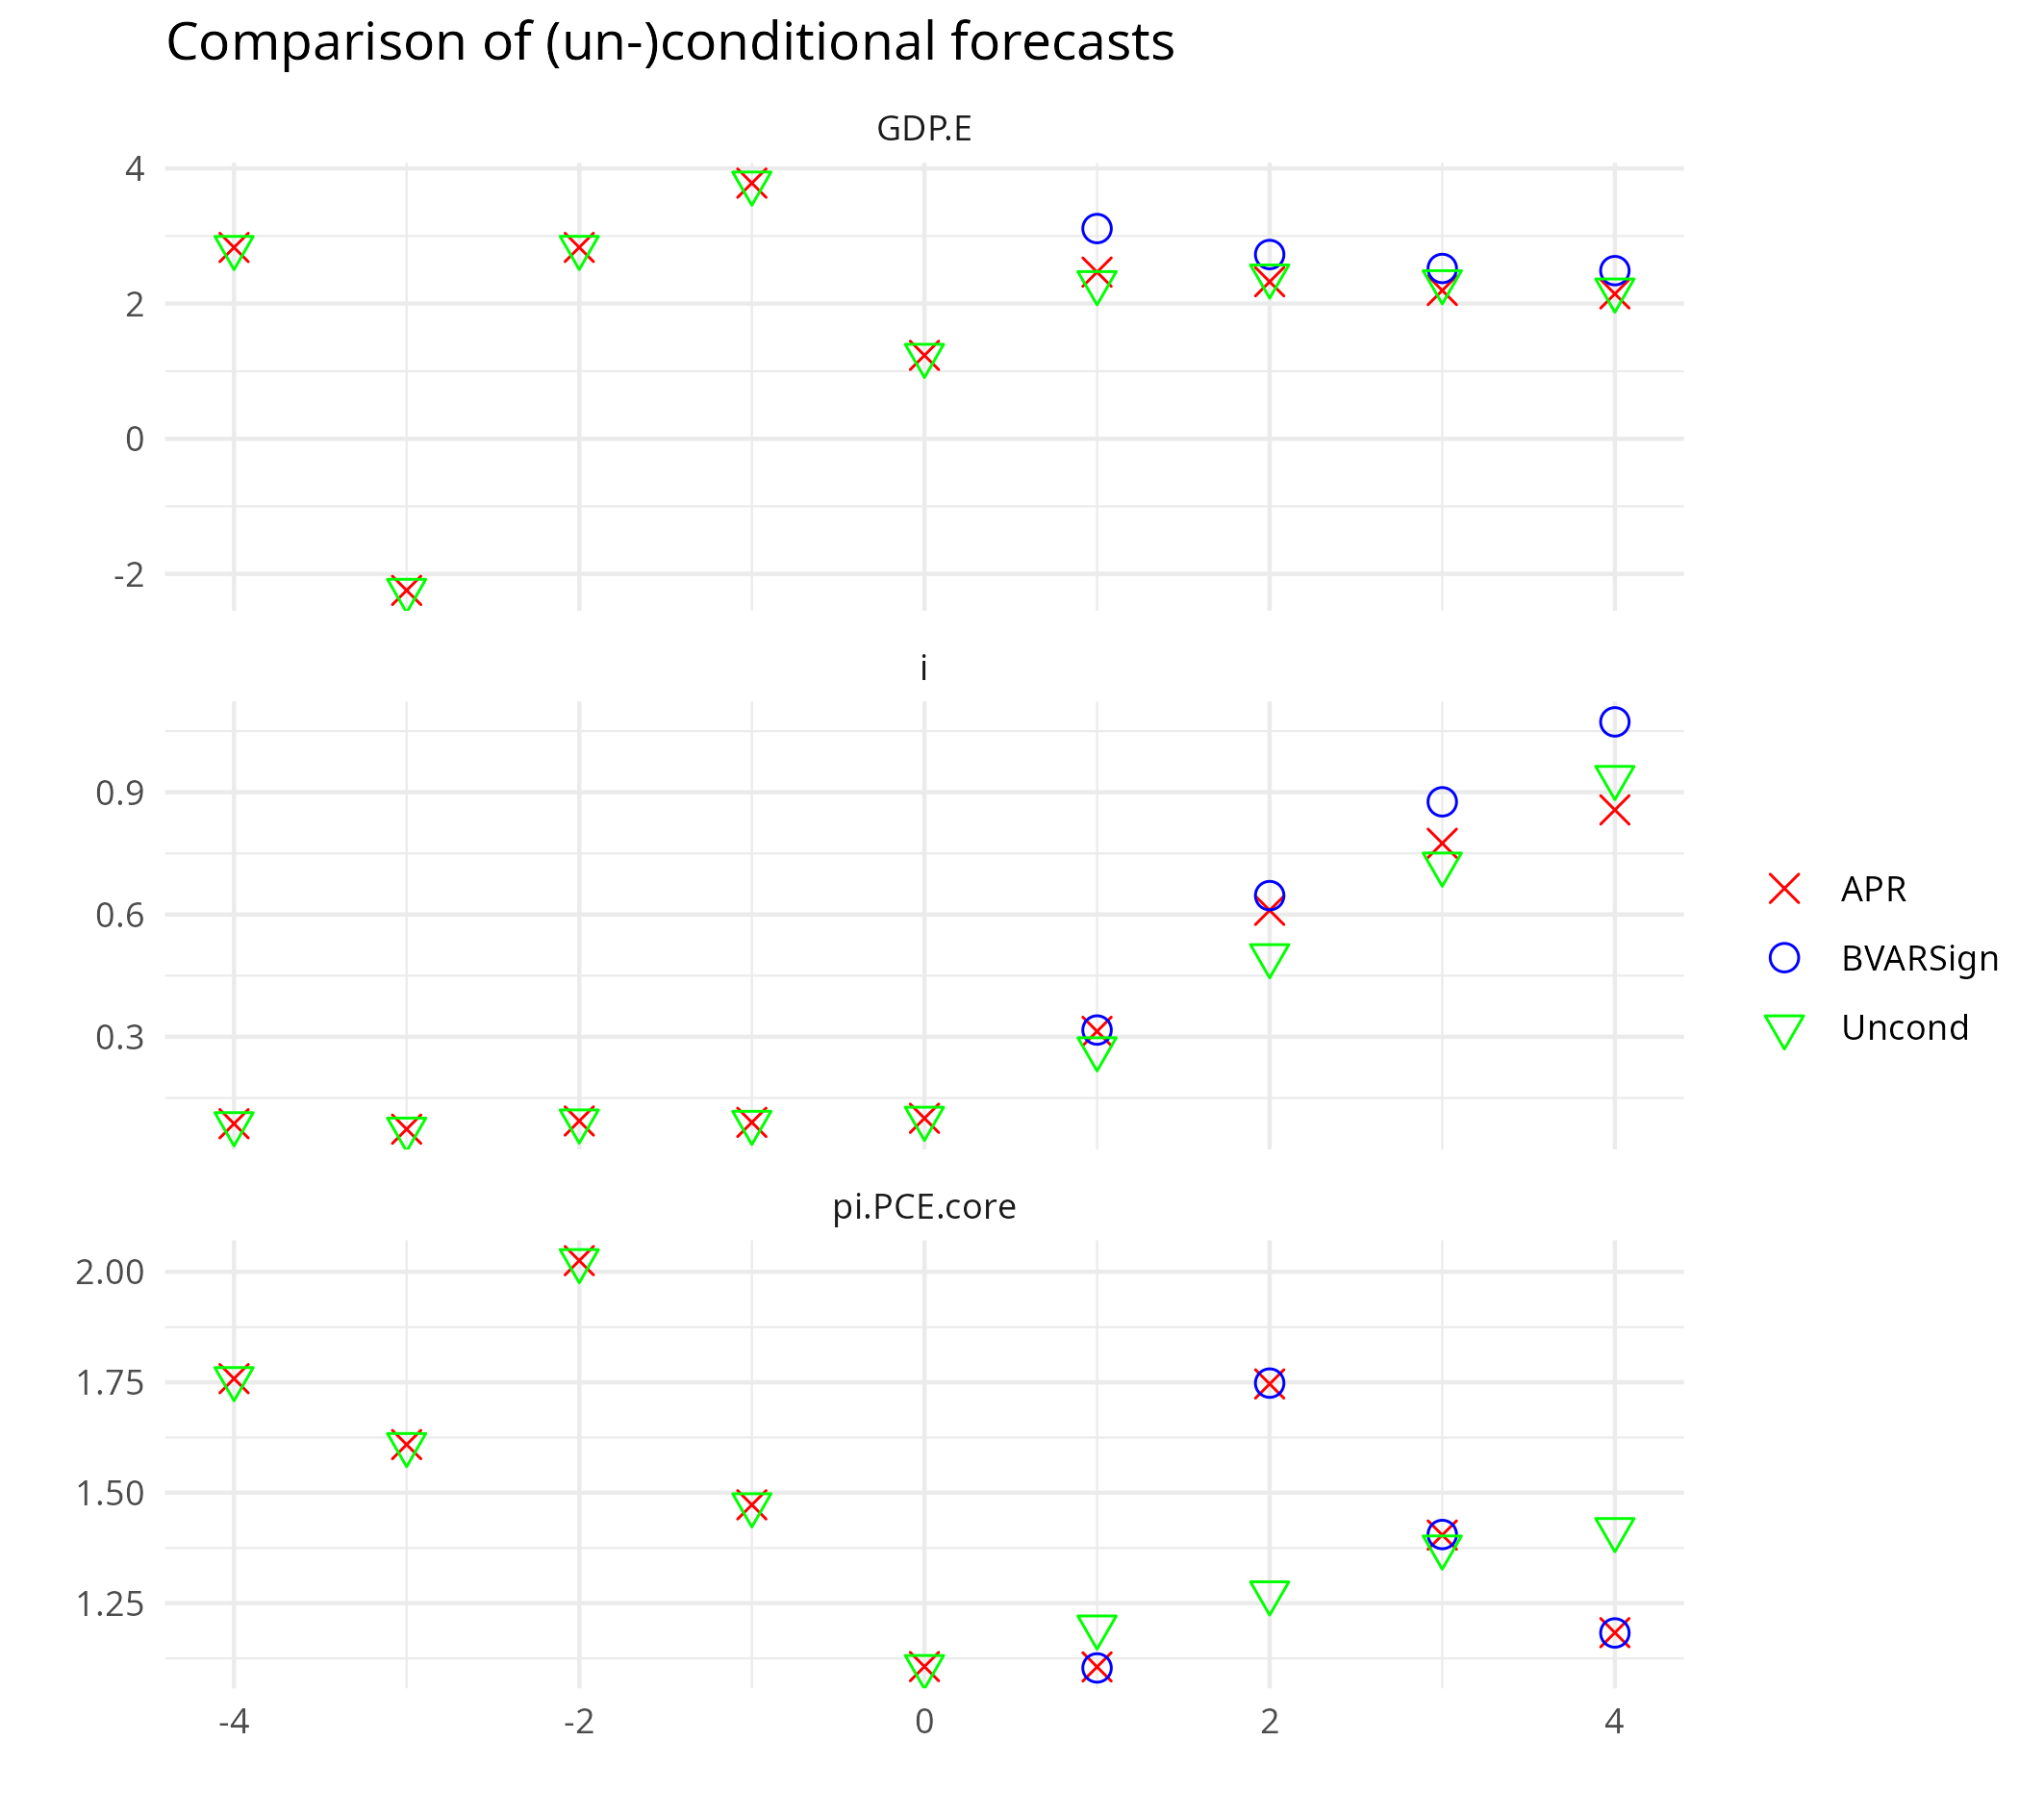 Comparison of (un-)conditional forecasts
GDP.E
4
2
0
-2
i
0.9
0.6
0.3
APR
BVARSign
Uncond
pi.PCE.core
2.00
1.75
1.50
1.25
-4 -2 0 2 4